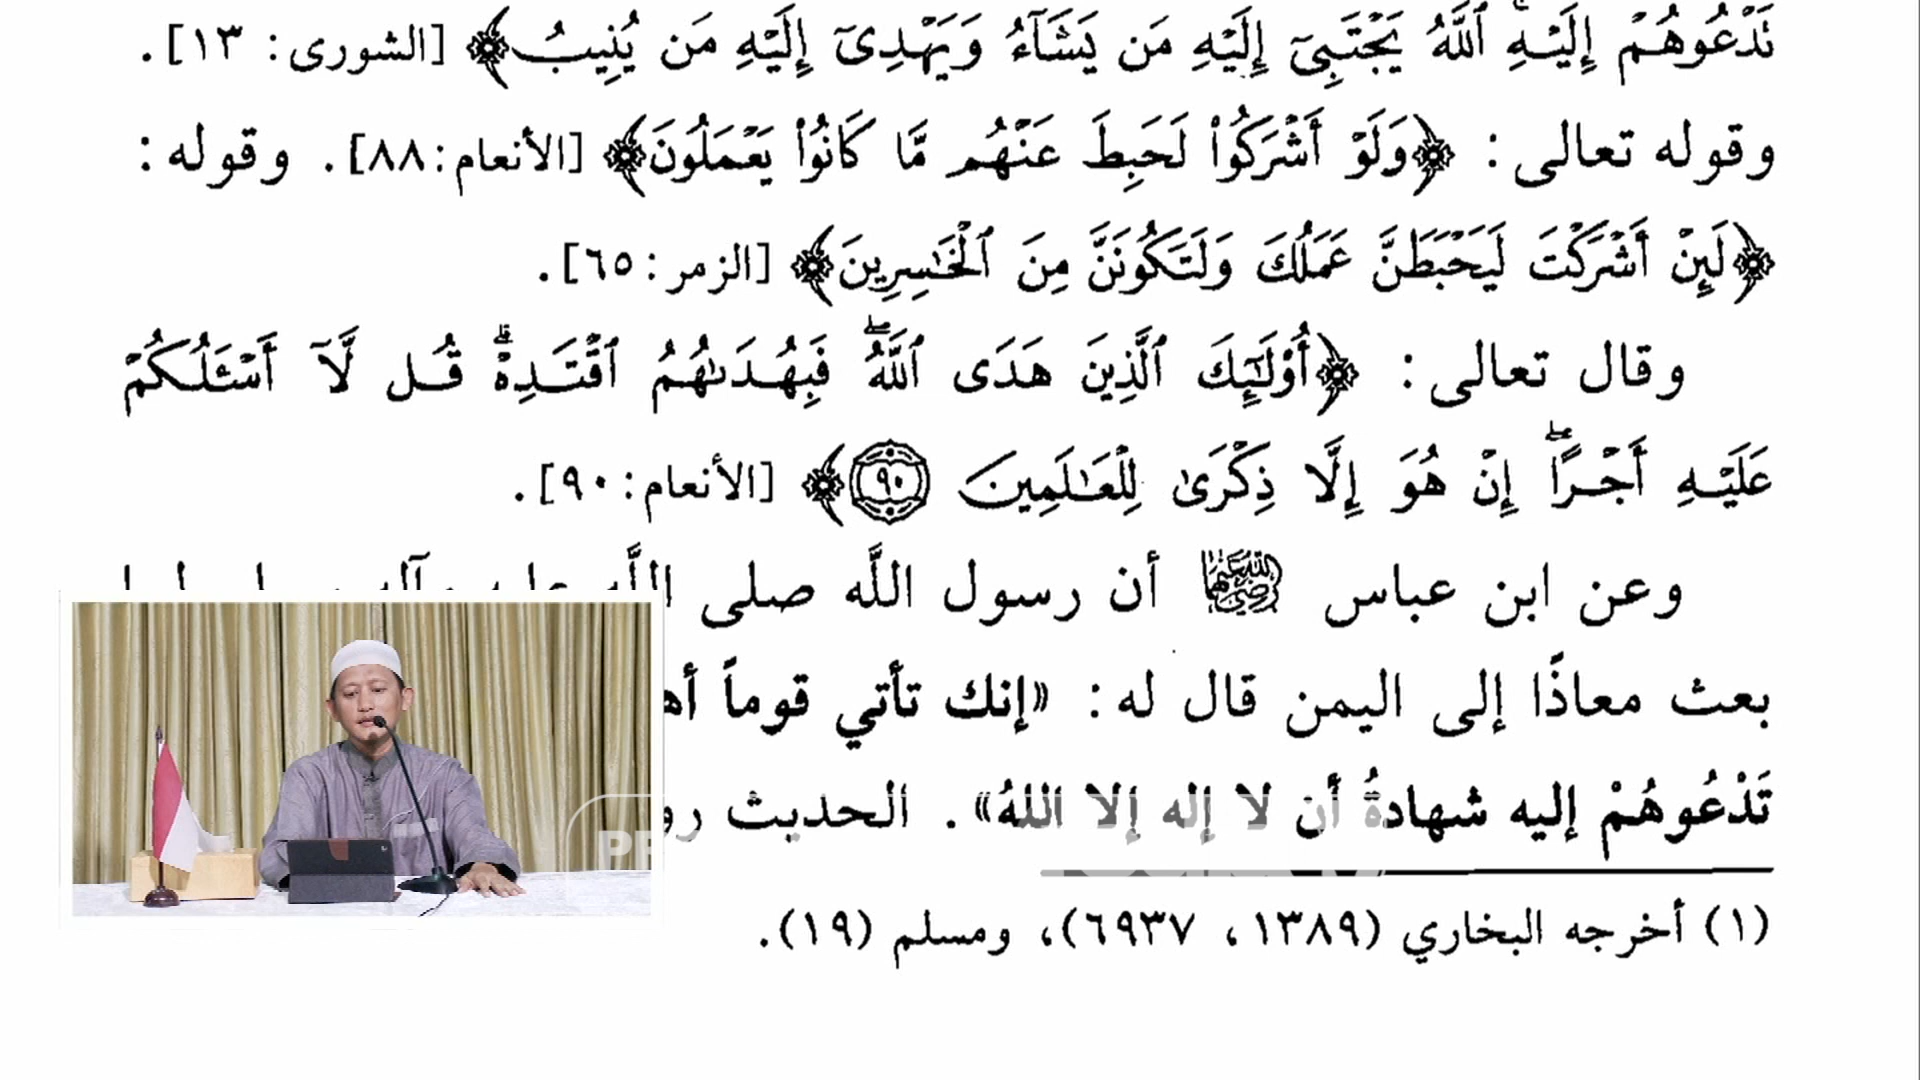 تَدْعُوهُمْ إِلَيْهِ ٱللَّهُ يَجْتَبِىٓ إِلَيْهِ مَن يَشَآءُ وَيَهْدِىٓ إِلَيْهِ مَن يُنِيبُ﴾ [الشورى: ١٣].
وقوله تعالى: ﴿وَلَوْ أَشْرَكُوا۟ لَحَبِطَ عَنْهُم مَّا كَانُوا۟ يَعْمَلُونَ﴾ [الأنعام: ٨٨]. وقوله:
﴿لَئِنْ أَشْرَكْتَ لَيَحْبَطَنَّ عَمَلُكَ وَلَتَكُونَنَّ مِنَ ٱلْخَٰسِرِينَ﴾ [الزمر: ٦٥].
وقال تعالى: ﴿أُو۟لَٰٓئِكَ ٱلَّذِينَ هَدَى ٱللَّهُ ۖ فَبِهُدَىٰهُمُ ٱقْتَدِهْ ۗ قُل لَّآ أَسْـَٔلُكُمْ
عَلَيْهِ أَجْرًا ۖ إِنْ هُوَ إِلَّا ذِكْرَىٰ لِلْعَٰلَمِينَ ٩٠﴾ [الأنعام: ٩٠].
وعن ابن عباس رضي الله عنهما أن رسول اللَّه صلى اللَّه
بعث معاذًا إلى اليمن قال له: «إنك تأتي قوماً
تَدْعُوهُمْ إليه شهادةُ أن لا إله إلا اللهُ». الحديث
(١) أخرجه البخاري (١٣٨٩، ٦٩٣٧)، ومسلم (١٩).